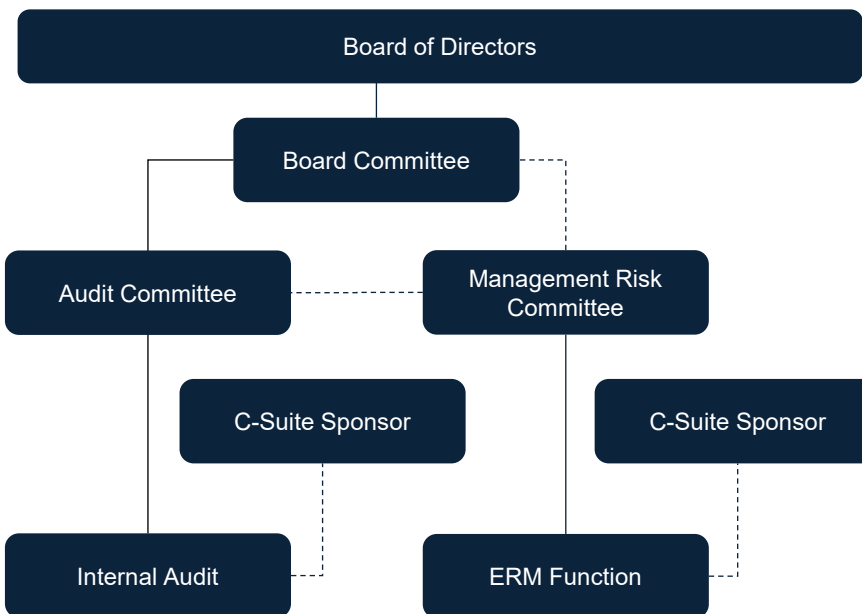 Board of Directors
Board Committee
Audit Committee
Management Risk
Committee
C-Suite Sponsor
C-Suite Sponsor
Internal Audit
ERM Function